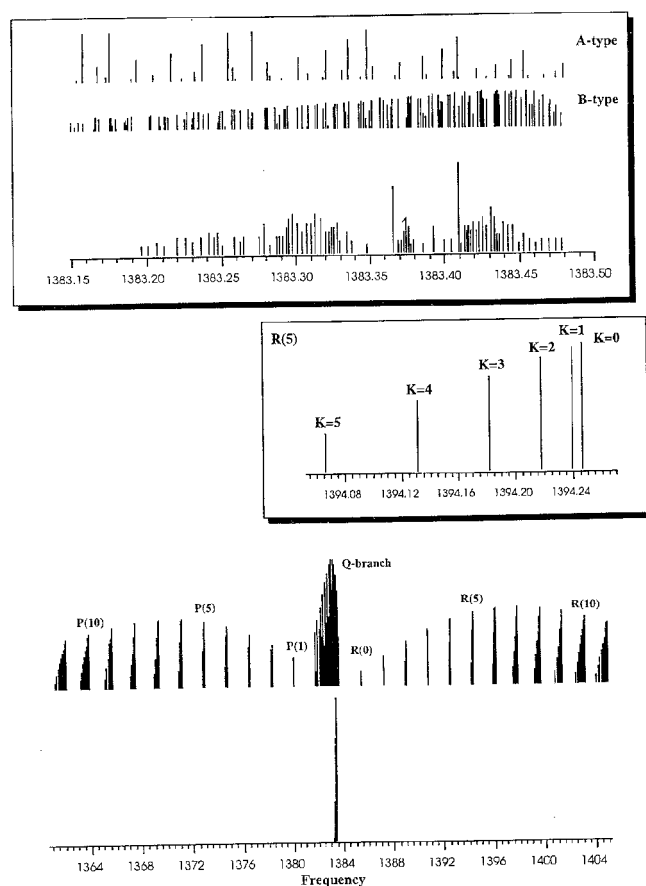 A-type
B-type
1383.15 1383.20 1383.25 1383.30 1383.35 1383.40 1383.45 1383.50
R(5)
K=1
K=2 K=0
K=3
K=4
K=5
1394.08 1394.12 1394.16 1394.20 1394.24
Q-branch
P(10) P(5) P(1) R(0) R(5) R(10)
1364 1368 1372 1376 1380 1384 1388 1392 1396 1400 1404
Frequency